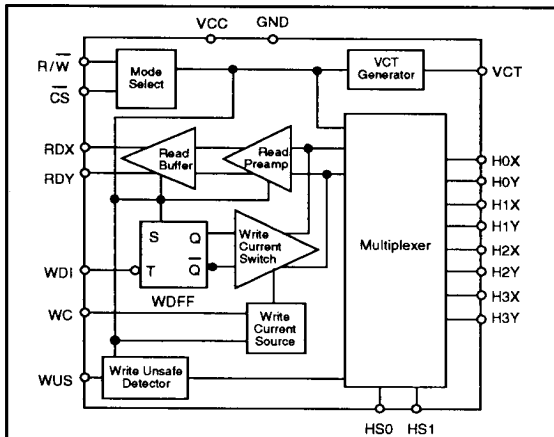 VCC GND
R/W̅
C̅S̅
Mode
Select
VCT
Generator
VCT
RDX
RDY
Read
Buffer
Read
Preamp
S Q
T Q̅
WDFF
WDI
Write
Current
Switch
Multiplexer
H0X
H0Y
H1X
H1Y
H2X
H2Y
H3X
H3Y
WC
Write
Current
Source
WUS
Write Unsafe
Detector
HS0 HS1